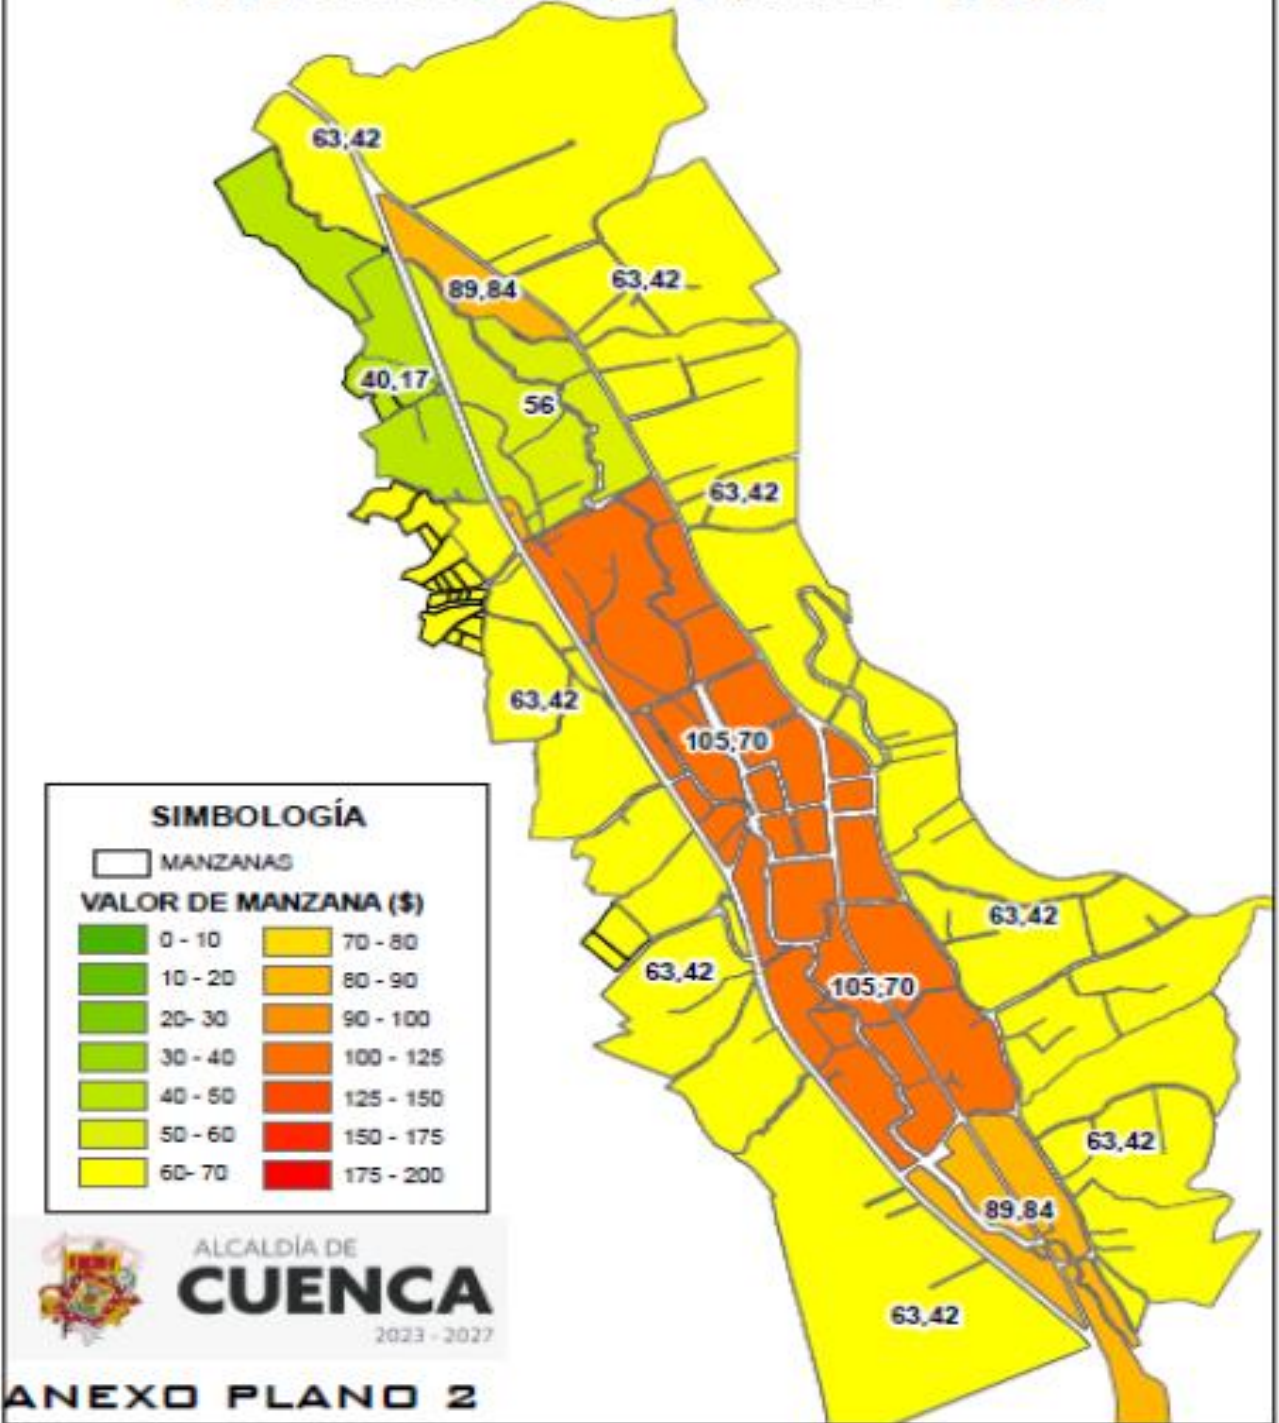 63,42
89,84
63,42
40,17
56
63,42
63,42
105,70
SIMBOLOGÍA
MANZANAS
VALOR DE MANZANA ($)
0 - 10
70 - 80
10 - 20
80 - 90
20- 30
90 - 100
30 - 40
100 - 125
40 - 50
125 - 150
50 - 60
150 - 175
60- 70
175 - 200
63,42
63,42
105,70
63,42
89,84
63,42
ALCALDÍA DE
CUENCA
2023 - 2027
ANEXO PLANO 2